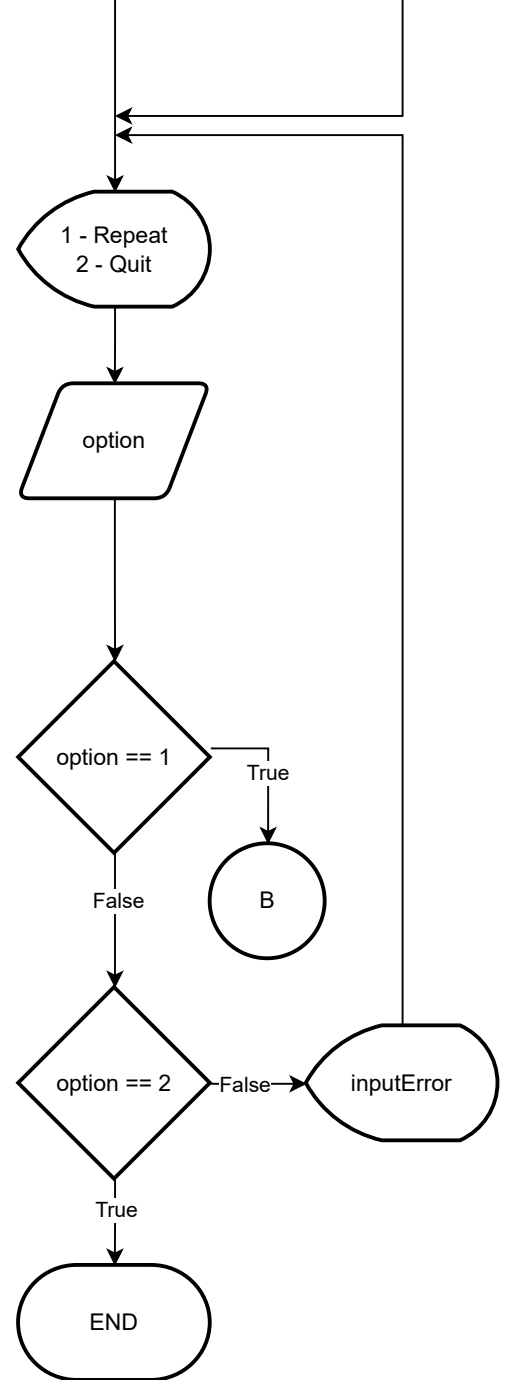 1 - Repeat
2 - Quit
option
option == 1
True
B
False
option == 2
False
inputError
True
END